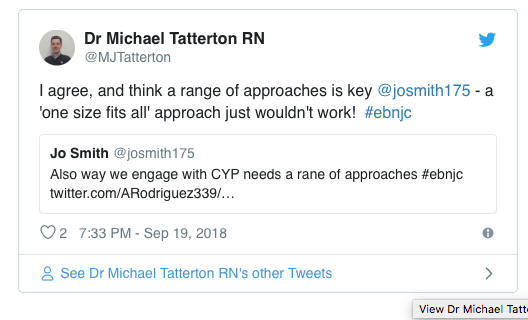 Dr Michael Tatterton RN
@MJTatterton
I agree, and think a range of approaches is key @josmith175 - a
'one size fits all' approach just wouldn't work! #ebnjc
Jo Smith @josmith175
Also way we engage with CYP needs a rane of approaches #ebnjc
twitter.com/ARodriguez339/…
2 7:33 PM - Sep 19, 2018
See Dr Michael Tatterton RN's other Tweets
View Dr Michael Tatt